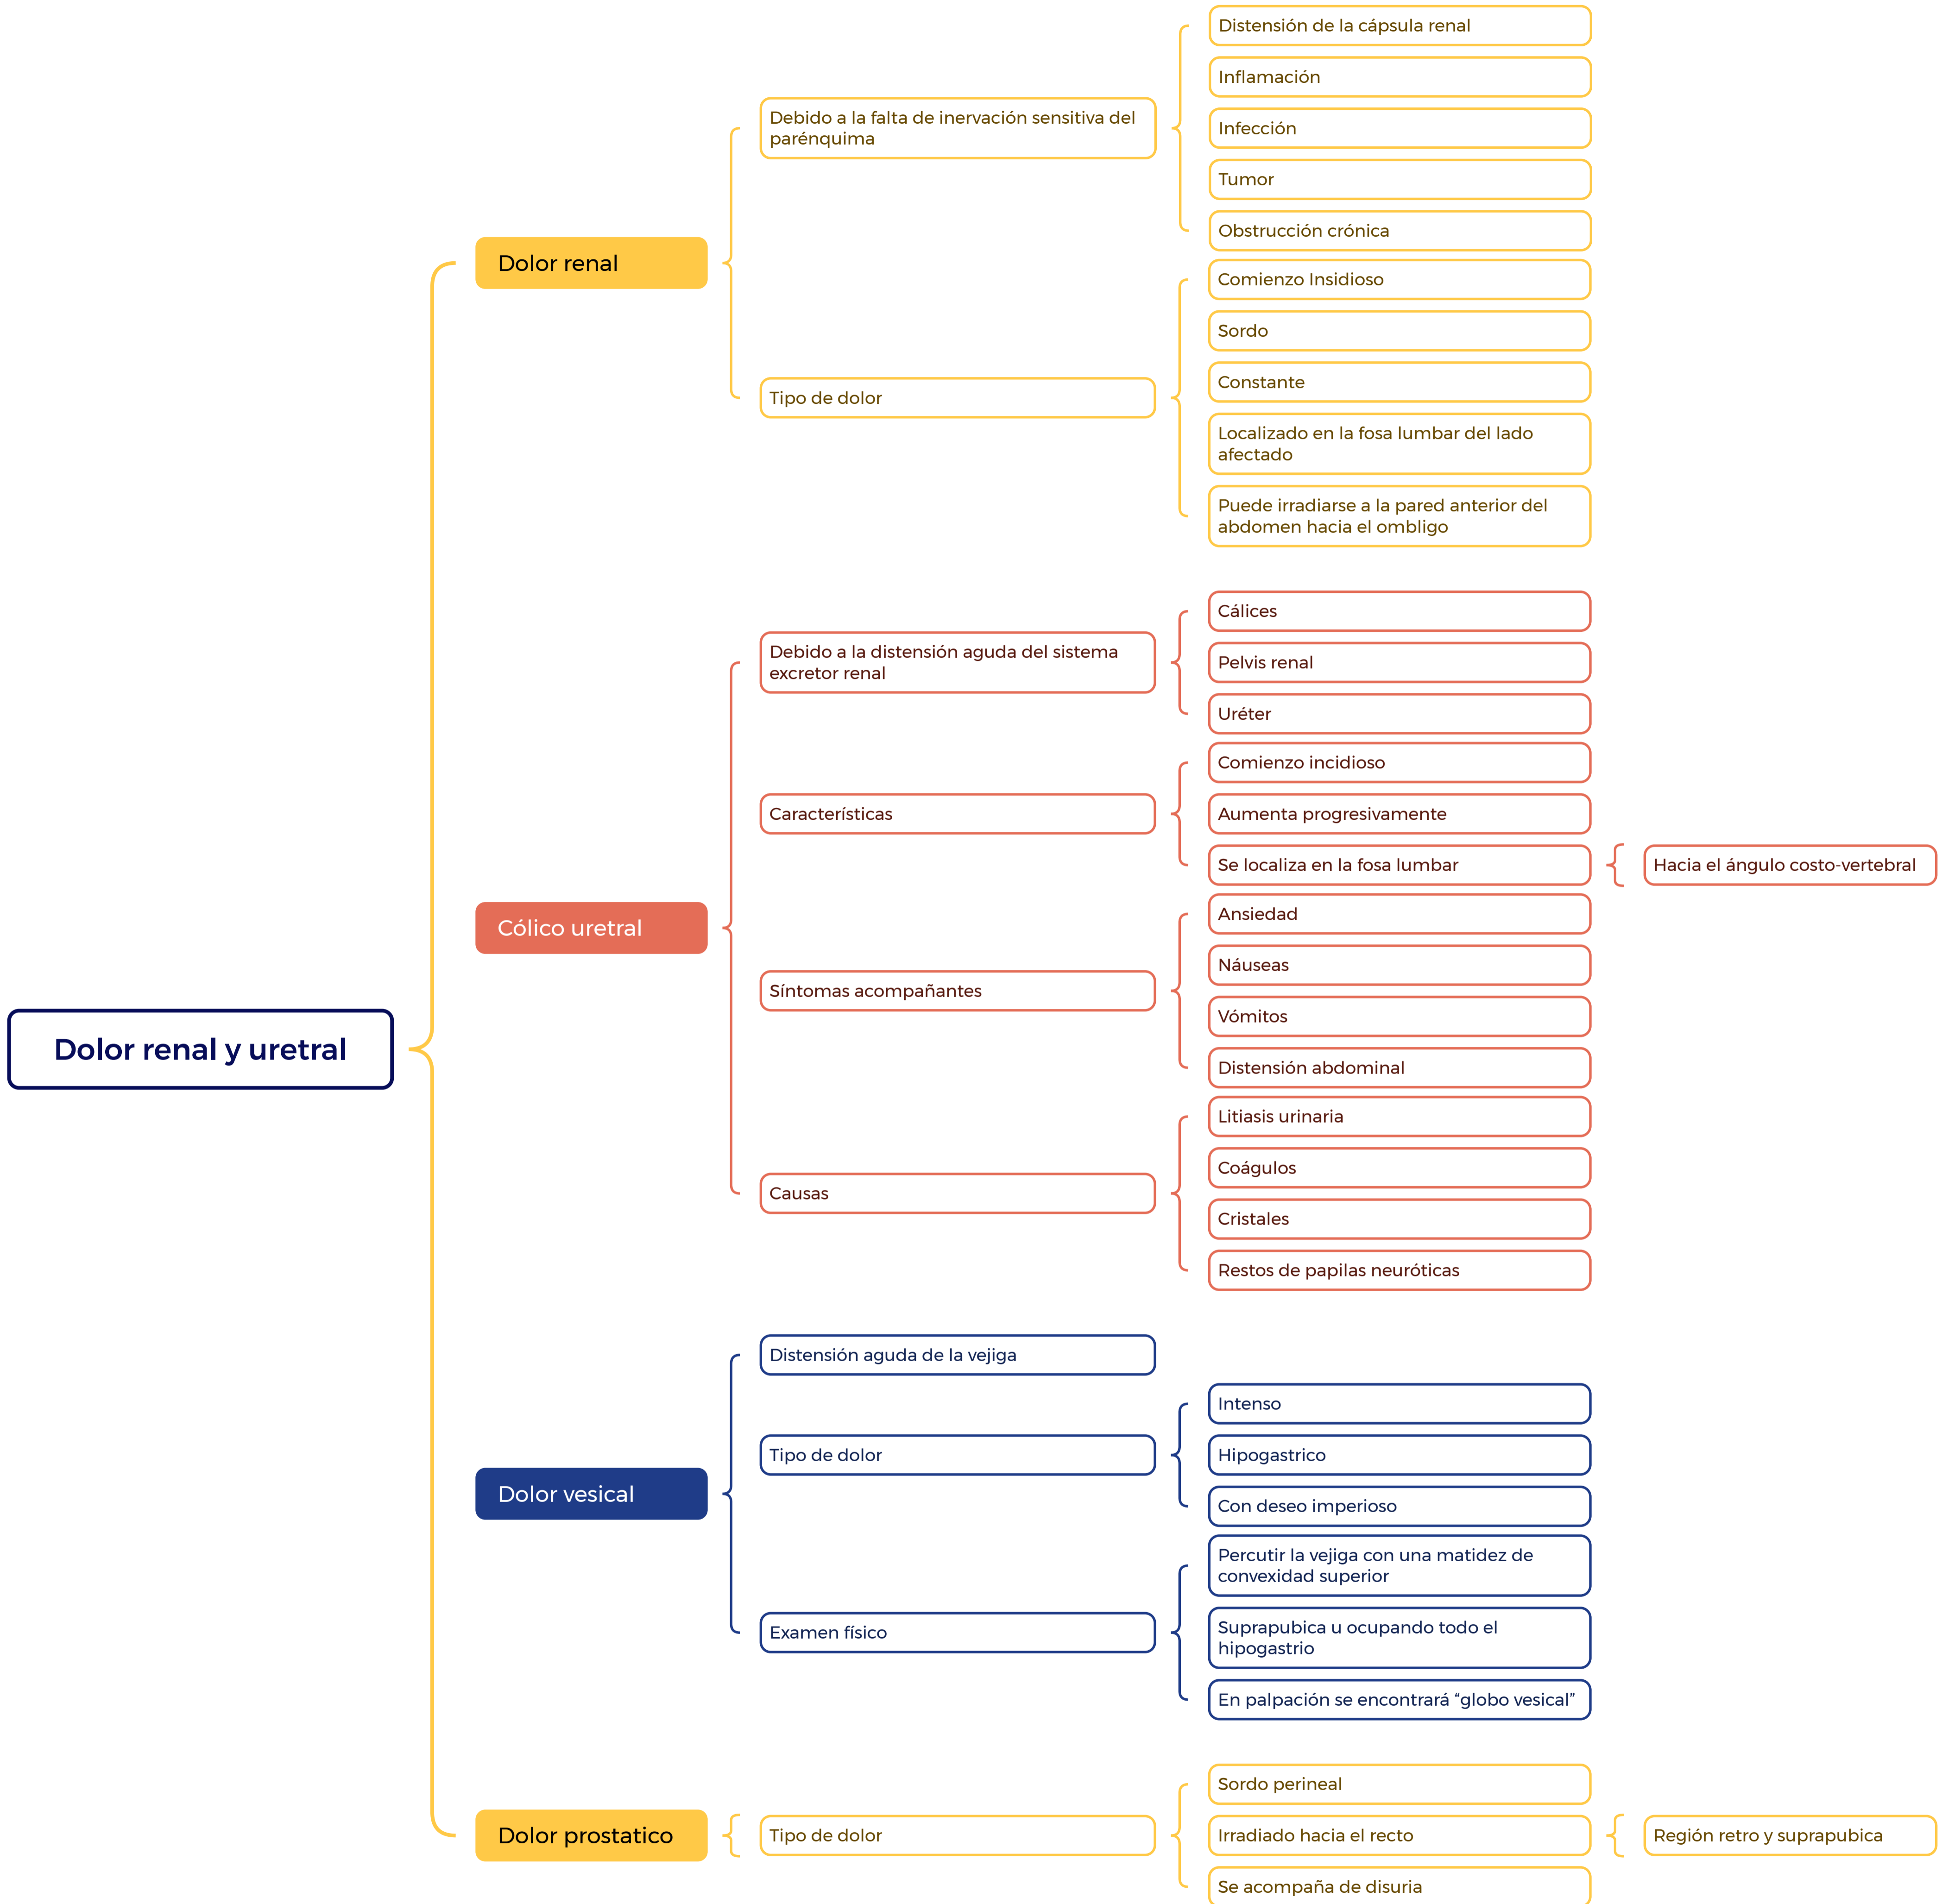 Dolor renal y uretral
Dolor renal
Debido a la falta de inervación sensitiva del
parénquima
Distensión de la cápsula renal
Inflamación
Infección
Tumor
Obstrucción crónica
Tipo de dolor
Comienzo Insidioso
Sordo
Constante
Localizado en la fosa lumbar del lado
afectado
Puede irradiarse a la pared anterior del
abdomen hacia el ombligo
Cólico uretral
Debido a la distensión aguda del sistema
excretor renal
Cálices
Pelvis renal
Uréter
Características
Comienzo incidioso
Aumenta progresivamente
Se localiza en la fosa lumbar
Hacia el ángulo costo-vertebral
Síntomas acompañantes
Ansiedad
Náuseas
Vómitos
Distensión abdominal
Causas
Litiasis urinaria
Coágulos
Cristales
Restos de papilas neuróticas
Dolor vesical
Distensión aguda de la vejiga
Tipo de dolor
Intenso
Hipogastrico
Con deseo imperioso
Examen físico
Percutir la vejiga con una matidez de
convexidad superior
Suprapubica u ocupando todo el
hipogastrio
En palpación se encontrará “globo vesical”
Dolor prostatico
Tipo de dolor
Sordo perineal
Irradiado hacia el recto
Región retro y suprapubica
Se acompaña de disuria